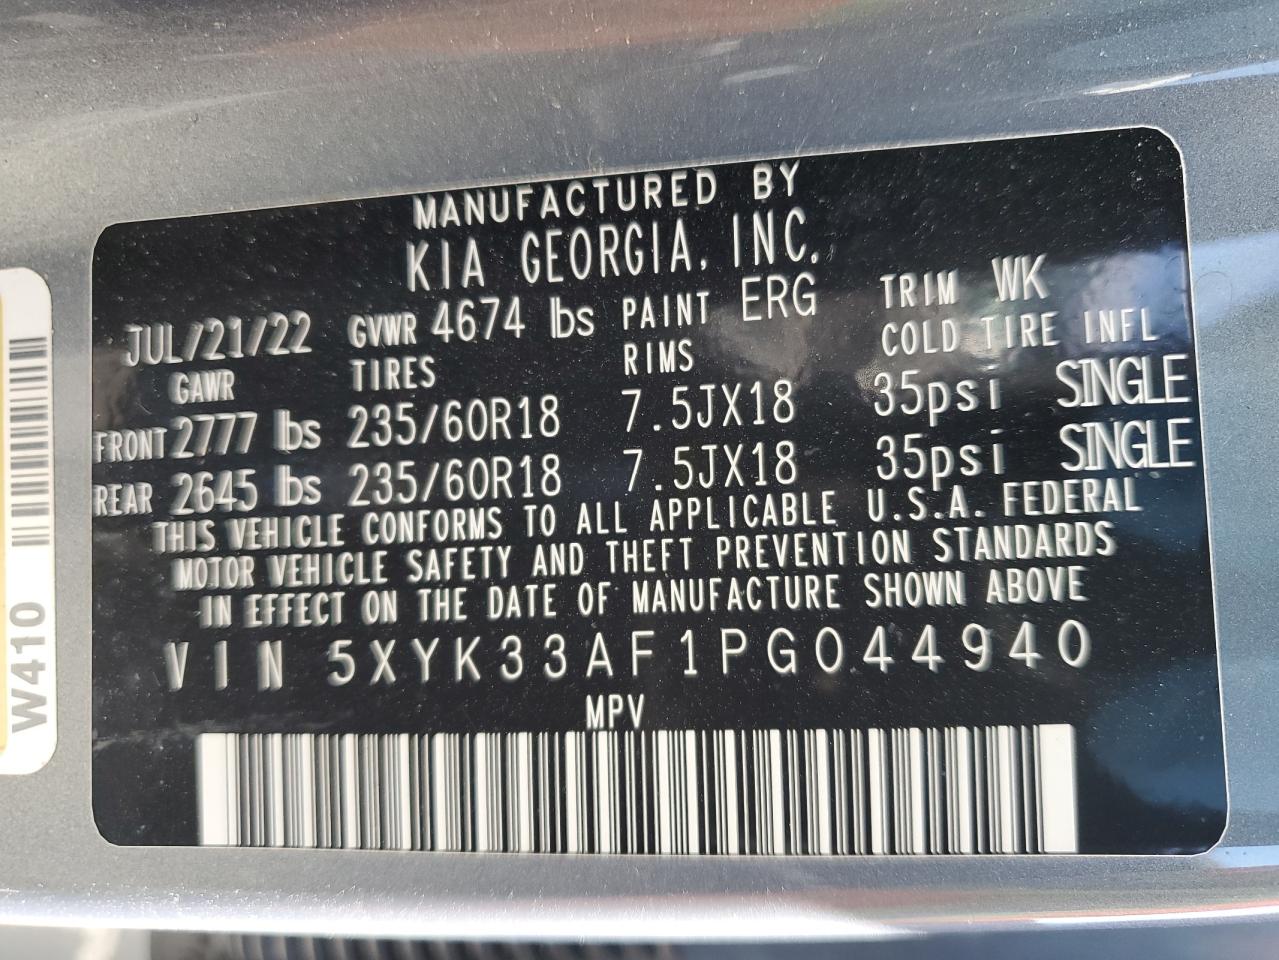 MANUFACTURED BY
KIA GEORGIA, INC.
JUL/21/22 GVWR 4674 lbs PAINT ERG TRIM WK
GAWR TIRES RIMS COLD TIRE INFL
FRONT 2777 lbs 235/60R18 7.5JX18 35psi SINGLE
REAR 2645 lbs 235/60R18 7.5JX18 35psi SINGLE
THIS VEHICLE CONFORMS TO ALL APPLICABLE U.S.A. FEDERAL
MOTOR VEHICLE SAFETY AND THEFT PREVENTION STANDARDS
IN EFFECT ON THE DATE OF MANUFACTURE SHOWN ABOVE
VIN 5XYK33AF1PG044940
MPV
W410